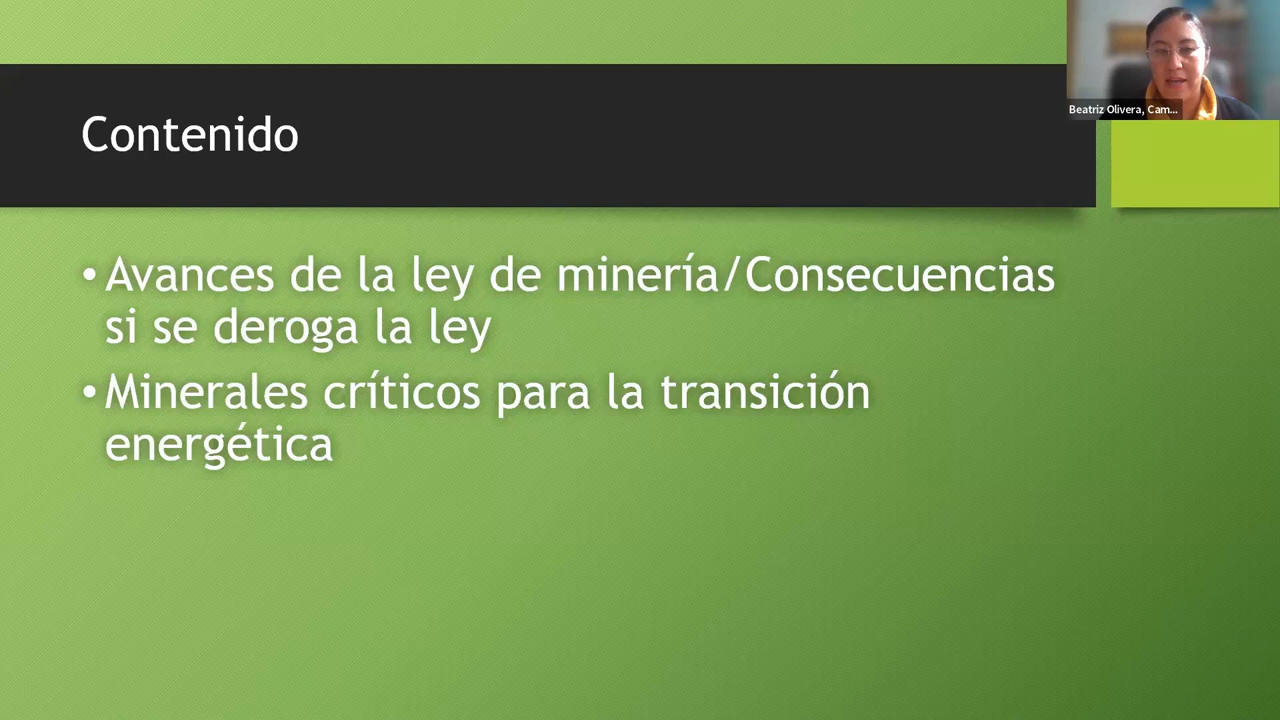 Beatriz Olivera, Cam...
Contenido
• Avances de la ley de minería/Consecuencias
si se deroga la ley
• Minerales críticos para la transición
energética